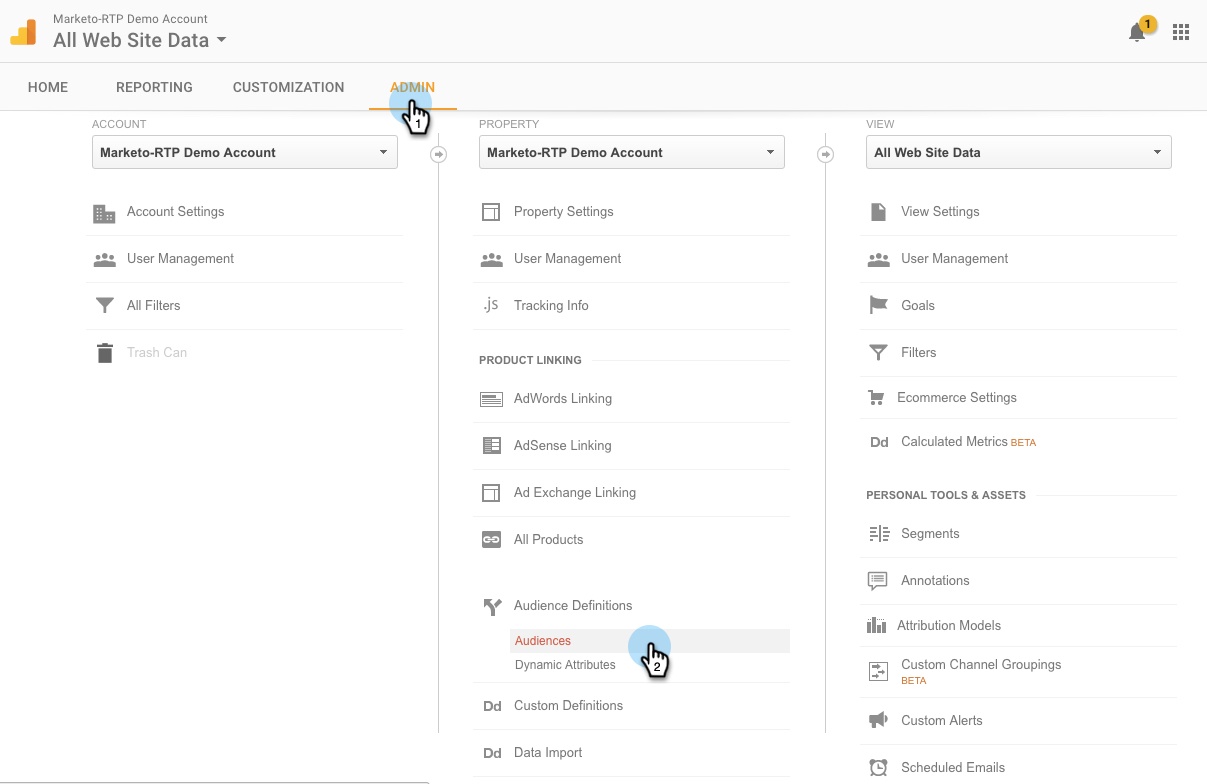 Marketo-RTP Demo Account
All Web Site Data
1
HOME
REPORTING
CUSTOMIZATION
ADMIN
1
ACCOUNT
Marketo-RTP Demo Account
Account Settings
User Management
All Filters
Trash Can
PROPERTY
Marketo-RTP Demo Account
Property Settings
User Management
.js Tracking Info
PRODUCT LINKING
AdWords Linking
AdSense Linking
Ad Exchange Linking
All Products
Audience Definitions
Audiences
2
Dynamic Attributes
Dd Custom Definitions
Dd Data Import
VIEW
All Web Site Data
View Settings
User Management
Goals
Filters
Ecommerce Settings
Dd Calculated Metrics BETA
PERSONAL TOOLS & ASSETS
Segments
Annotations
Attribution Models
Custom Channel Groupings
BETA
Custom Alerts
Scheduled Emails